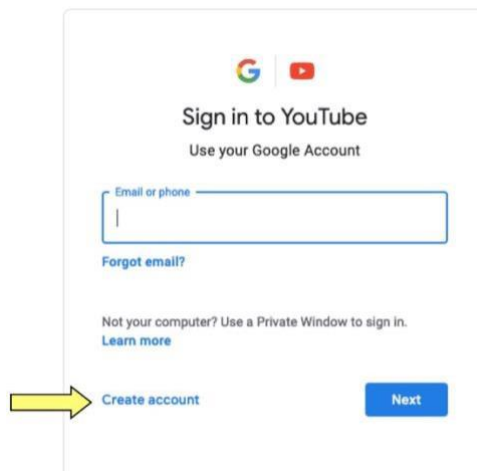 G
Sign in to YouTube
Use your Google Account
Email or phone
Forgot email?
Not your computer? Use a Private Window to sign in.
Learn more
Create account
Next